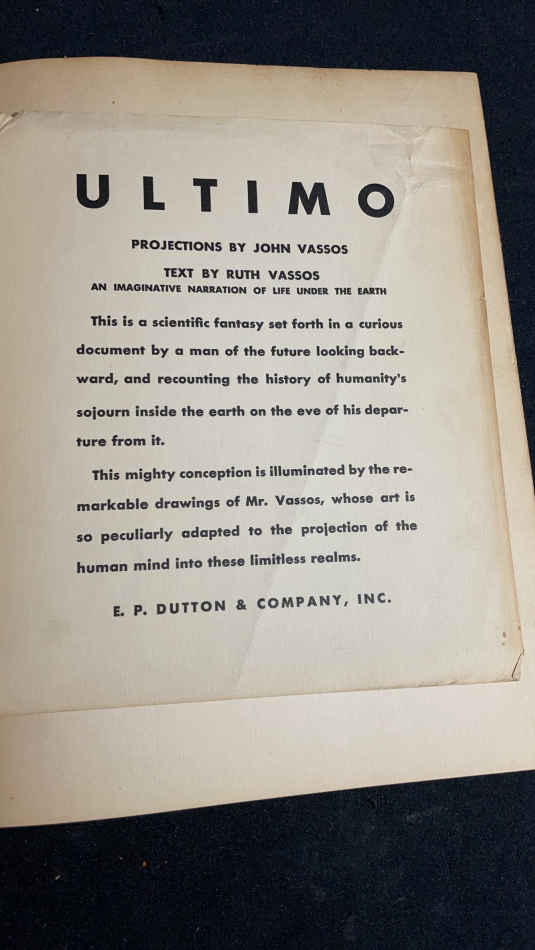 ULTIMO
PROJECTIONS BY JOHN VASSOS
TEXT BY RUTH VASSOS
AN IMAGINATIVE NARRATION OF LIFE UNDER THE EARTH
This is a scientific fantasy set forth in a curious
document by a man of the future looking back-
ward, and recounting the history of humanity's
sojourn inside the earth on the eve of his depar-
ture from it.
This mighty conception is illuminated by the re-
markable drawings of Mr. Vassos, whose art is
so peculiarly adapted to the projection of the
human mind into these limitless realms.
E. P. DUTTON & COMPANY, INC.